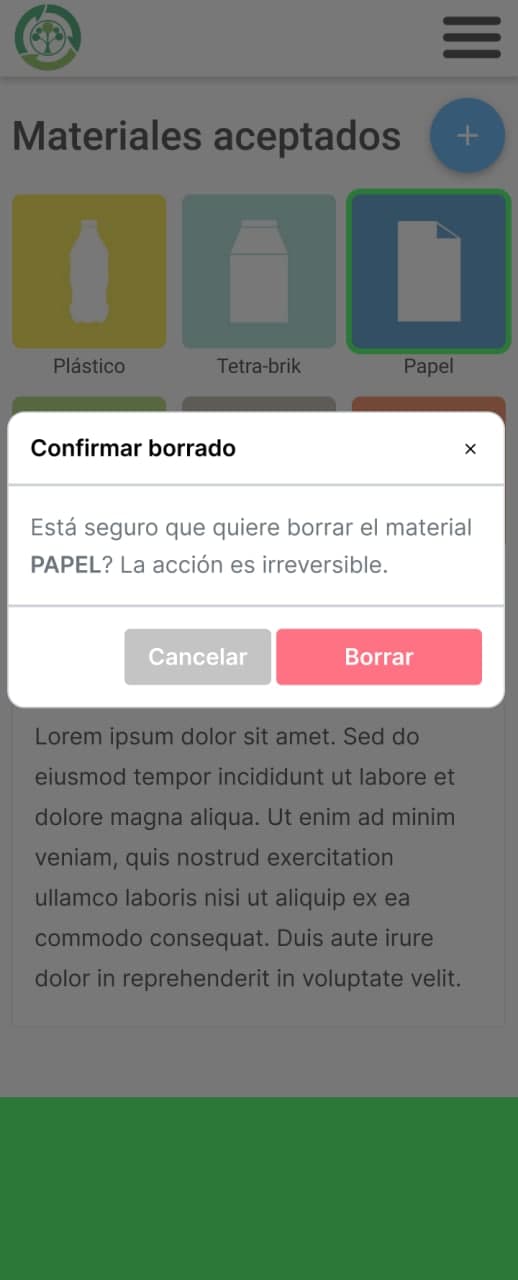 Materiales aceptados
+
Plástico
Tetra-brik
Papel
Confirmar borrado
×
Está seguro que quiere borrar el material
PAPEL? La acción es irreversible.
Cancelar
Borrar
Lorem ipsum dolor sit amet. Sed do
eiusmod tempor incididunt ut labore et
dolore magna aliqua. Ut enim ad minim
veniam, quis nostrud exercitation
ullamco laboris nisi ut aliquip ex ea
commodo consequat. Duis aute irure
dolor in reprehenderit in voluptate velit.